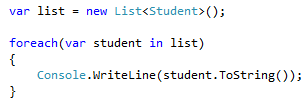 var list = new List<Student>();
foreach(var student in list)
{
Console.WriteLine(student.ToString());
}